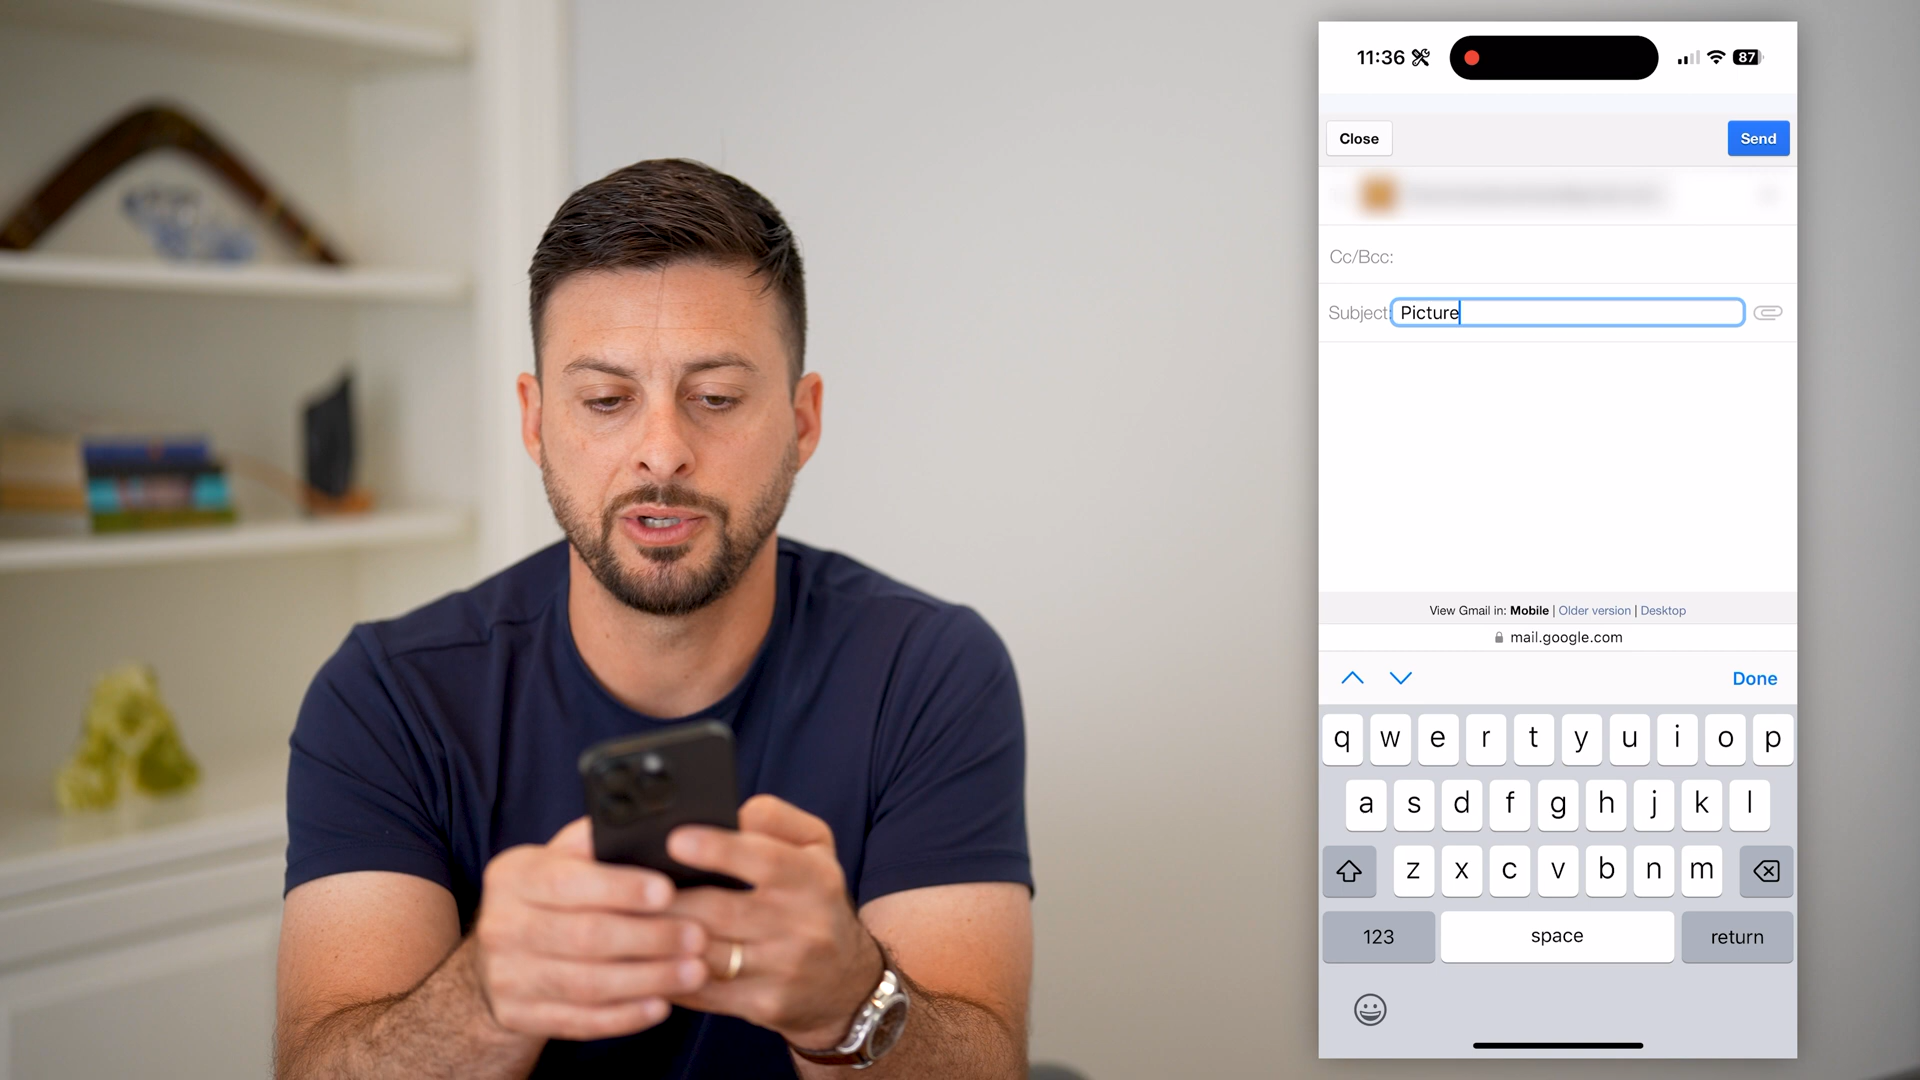 11:36
87
Close
Send
Cc/Bcc:
Subject: Picture
View Gmail in: Mobile | Older version | Desktop
mail.google.com
Done
q w e r t y u i o p
a s d f g h j k l
z x c v b n m
123 space return